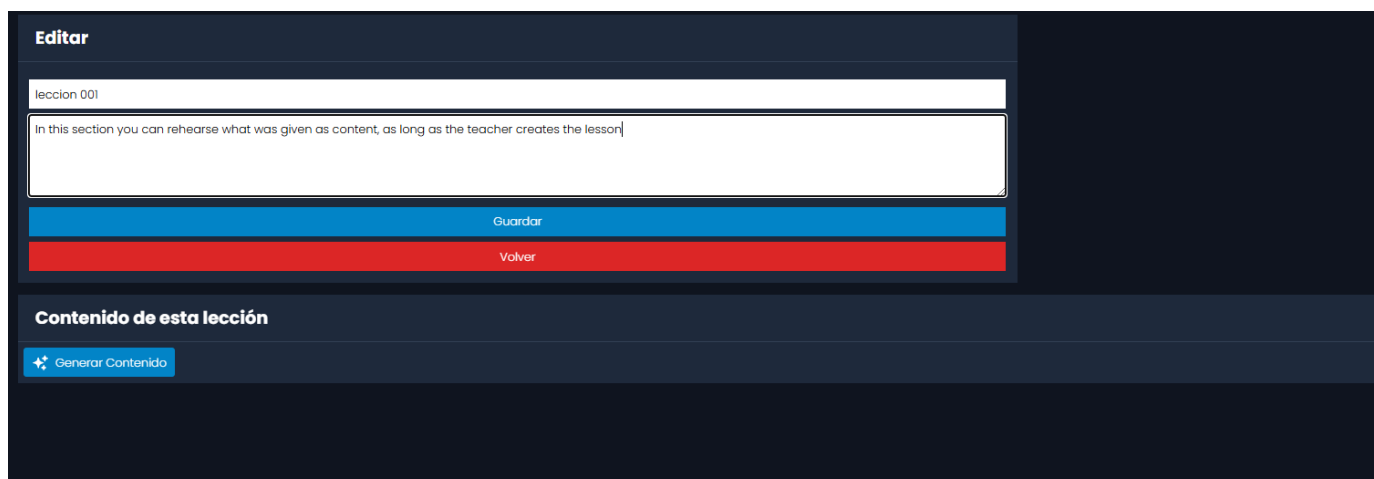 Editar
leccion 001
In this section you can rehearse what was given as content, as long as the teacher creates the lesson
Guardar
Volver
Contenido de esta lección
Generar Contenido